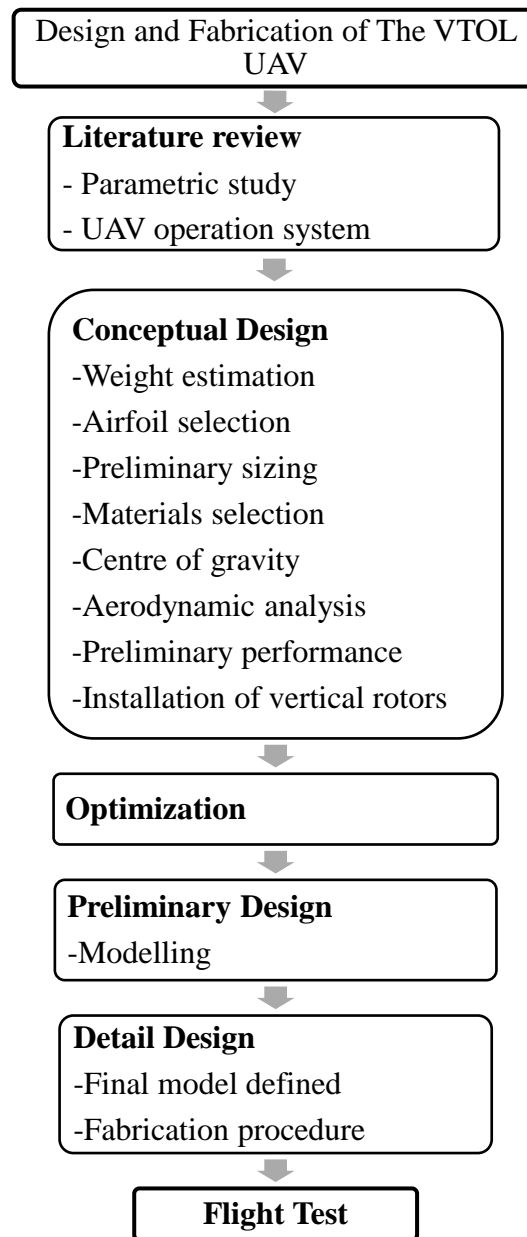 Design and Fabrication of The VTOL
UAV
Literature review
- Parametric study
- UAV operation system
Conceptual Design
-Weight estimation
-Airfoil selection
-Preliminary sizing
-Materials selection
-Centre of gravity
-Aerodynamic analysis
-Preliminary performance
-Installation of vertical rotors
Optimization
Preliminary Design
-Modelling
Detail Design
-Final model defined
-Fabrication procedure
Flight Test